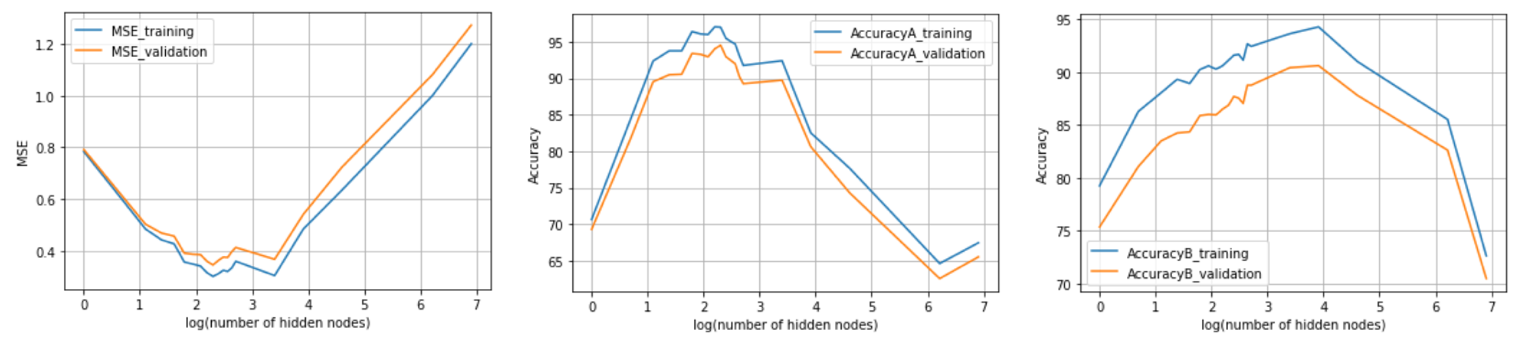 MSE_training
MSE_validation
1.2
1.0
0.8
0.6
0.4
MSE
0 1 2 3 4 5 6 7
log(number of hidden nodes)
AccuracyA_training
AccuracyA_validation
95
90
85
80
75
70
65
Accuracy
0 1 2 3 4 5 6 7
log(number of hidden nodes)
95
90
85
80
75
70
Accuracy
AccuracyB_training
AccuracyB_validation
0 1 2 3 4 5 6 7
log(number of hidden nodes)